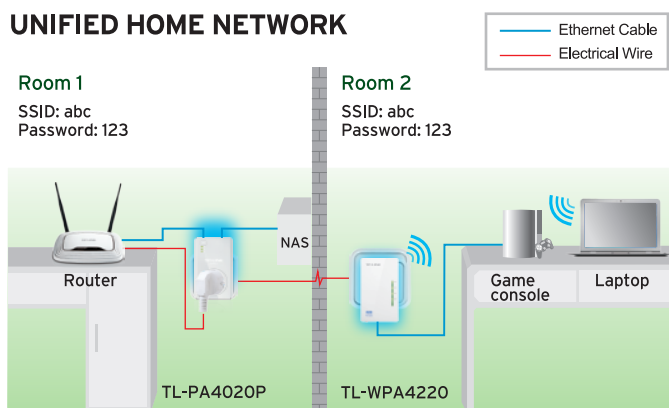 UNIFIED HOME NETWORK
Ethernet Cable
Electrical Wire
Room 1
SSID: abc
Password: 123
Room 2
SSID: abc
Password: 123
NAS
Router
Game
console
Laptop
TL-PA4020P
TL-WPA4220